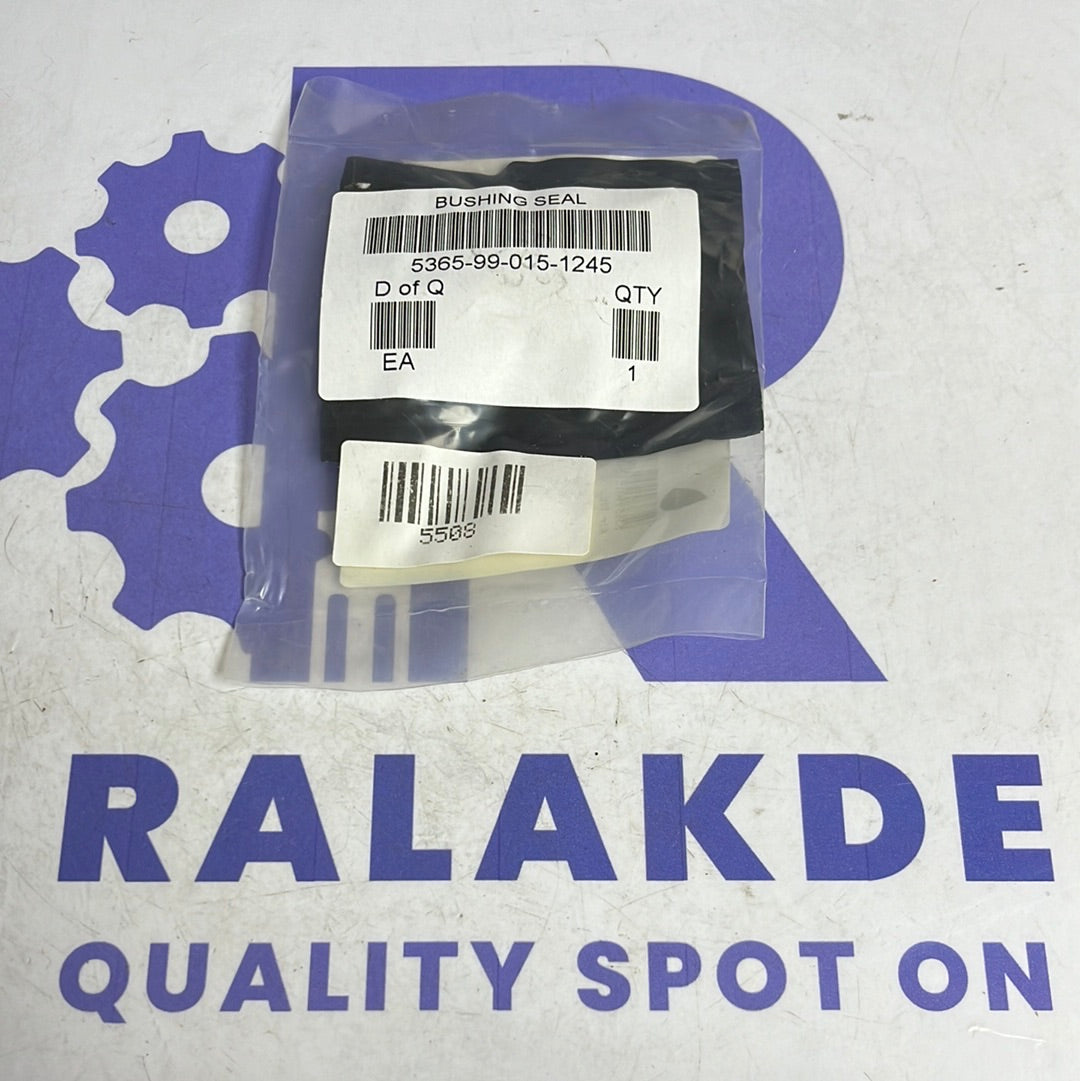 BUSHING SEAL
5365-99-015-1245
D of Q
QTY
EA
1
5508
RALAKDE
QUALITY SPOT ON